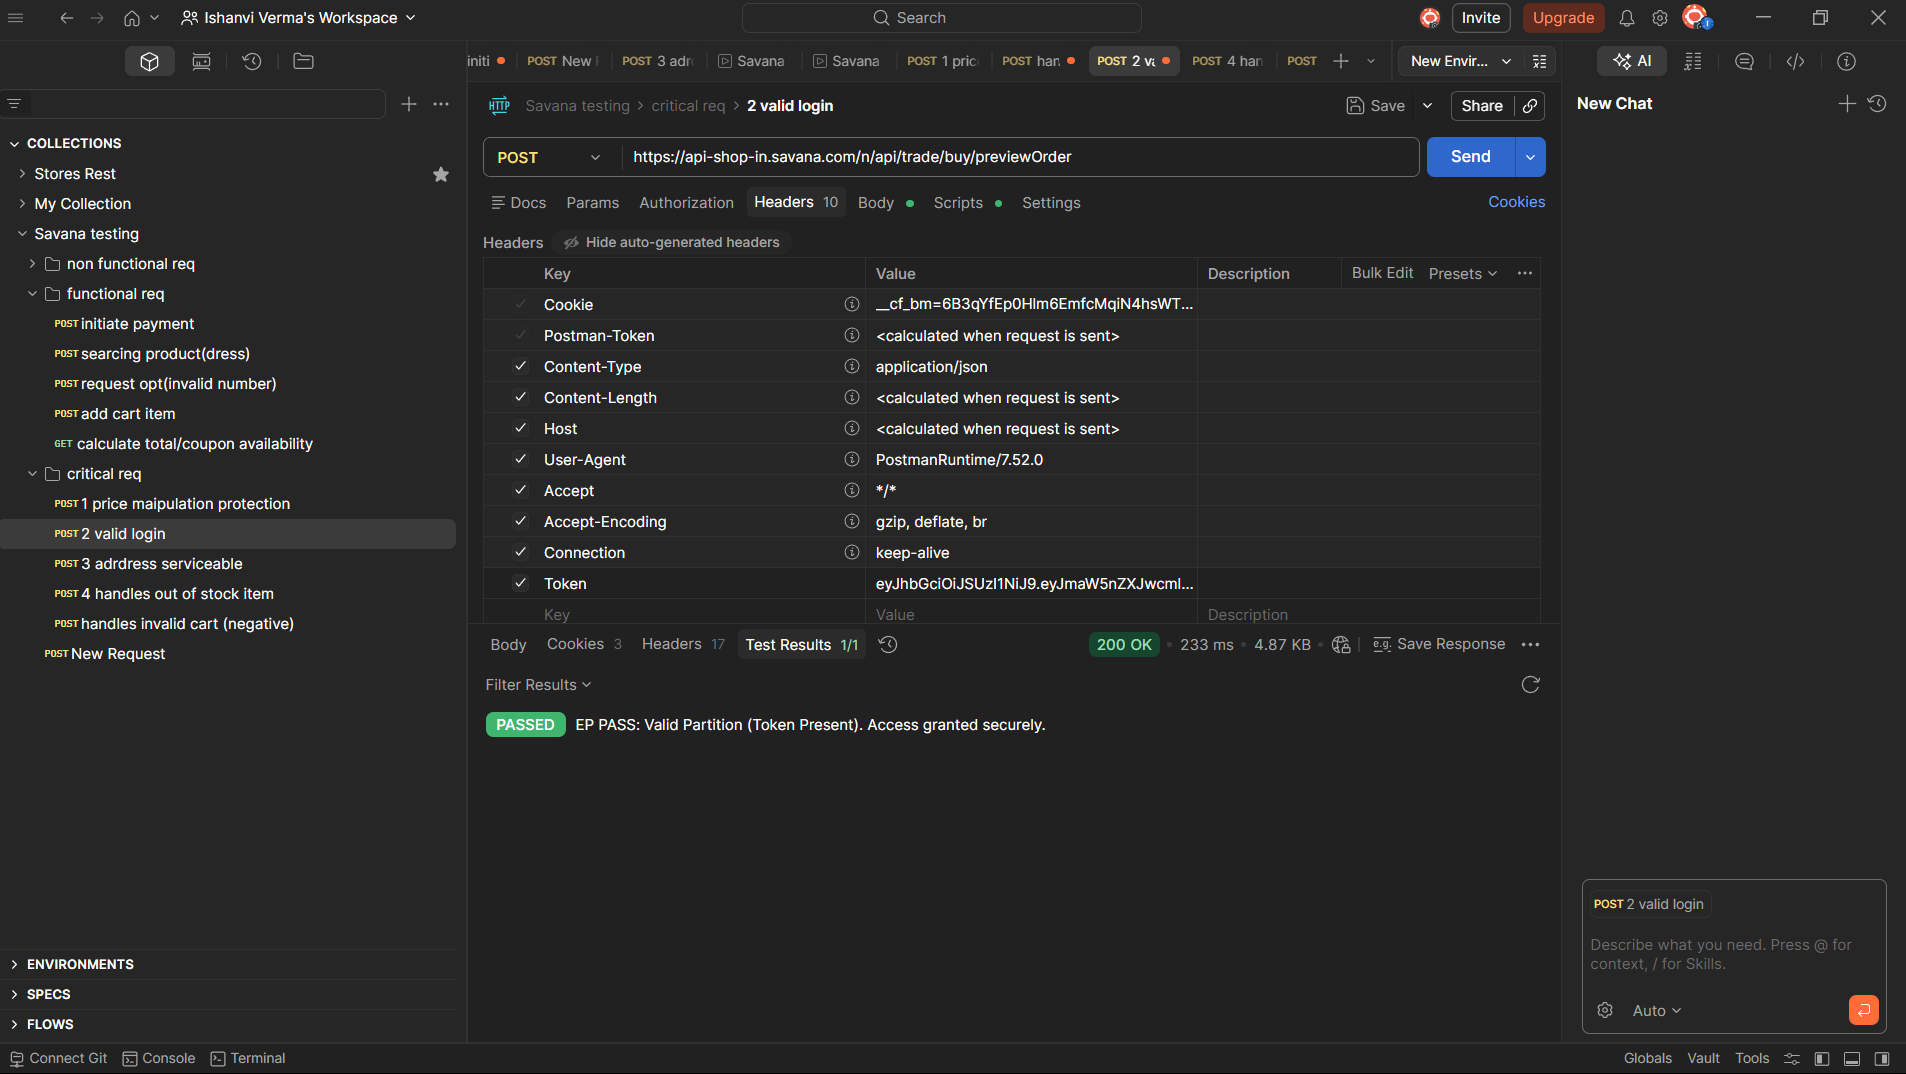 Ishanvi Verma's Workspace
Search
Invite
Upgrade
initi
POST New
POST 3 adr
Savana
Savana
POST 1 pric
POST han
POST 2 va
POST 4 han
POST
New Envir...
AI
HTTP Savana testing > critical req > 2 valid login
Save
Share
New Chat
COLLECTIONS
Stores Rest
My Collection
Savana testing
non functional req
functional req
POST initiate payment
POST searcing product(dress)
POST request opt(invalid number)
POST add cart item
GET calculate total/coupon availability
critical req
POST 1 price maipulation protection
POST 2 valid login
POST 3 adrdress serviceable
POST 4 handles out of stock item
POST handles invalid cart (negative)
POST New Request
ENVIRONMENTS
SPECS
FLOWS
POST
https://api-shop-in.savana.com/n/api/trade/buy/previewOrder
Send
Docs
Params
Authorization
Headers 10
Body
Scripts
Settings
Cookies
Headers
Hide auto-generated headers
Key Value Description Bulk Edit Presets
Cookie __cf_bm=6B3qYfEp0Hlm6EmfcMqiN4hsWT...
Postman-Token <calculated when request is sent>
Content-Type application/json
Content-Length <calculated when request is sent>
Host <calculated when request is sent>
User-Agent PostmanRuntime/7.52.0
Accept */*
Accept-Encoding gzip, deflate, br
Connection keep-alive
Token eyJhbGciOiJSUzI1NiJ9.eyJmaW5nZXJwcml...
Key Value Description
Body
Cookies 3
Headers 17
Test Results 1/1
200 OK
233 ms
4.87 KB
e.g. Save Response
Filter Results
PASSED EP PASS: Valid Partition (Token Present). Access granted securely.
POST 2 valid login
Describe what you need. Press @ for
context, / for Skills.
Auto
Connect Git
Console
Terminal
Globals
Vault
Tools